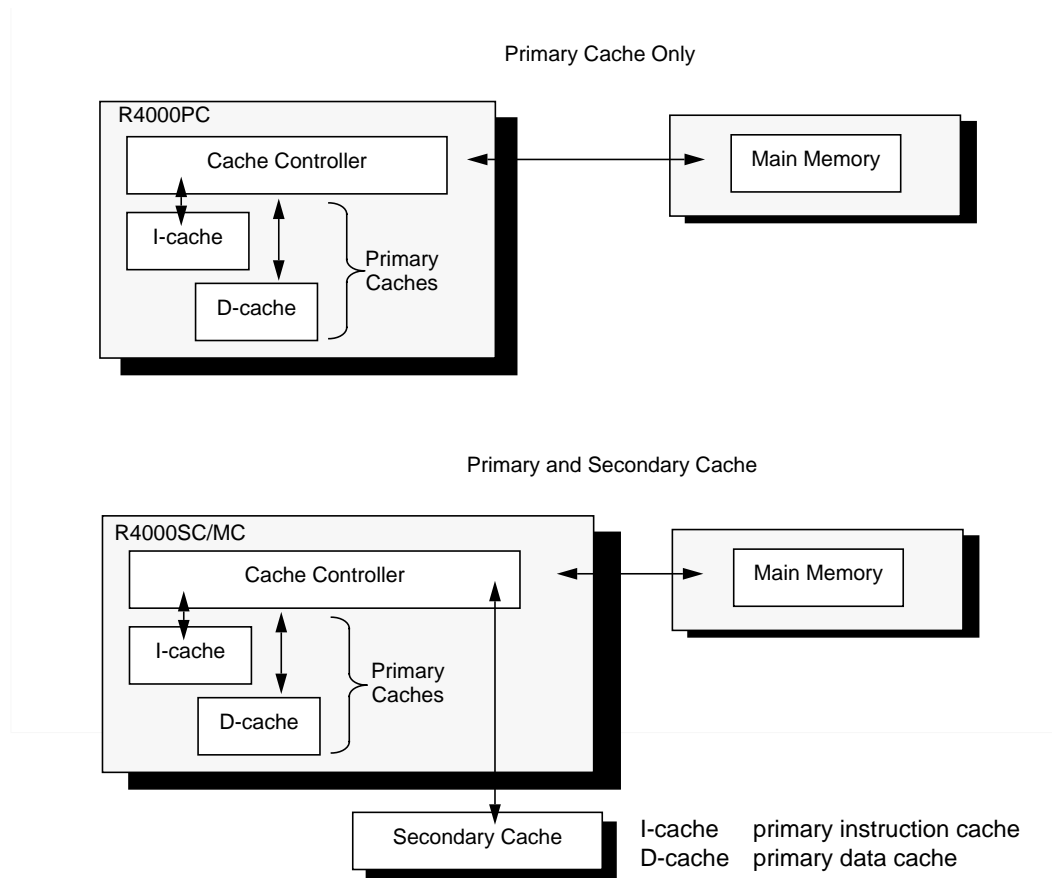 Primary Cache Only
R4000PC
Cache Controller
Main Memory
I-cache
Primary
Caches
D-cache
Primary and Secondary Cache
R4000SC/MC
Cache Controller
Main Memory
I-cache
Primary
Caches
D-cache
Secondary Cache
I-cache primary instruction cache
D-cache primary data cache